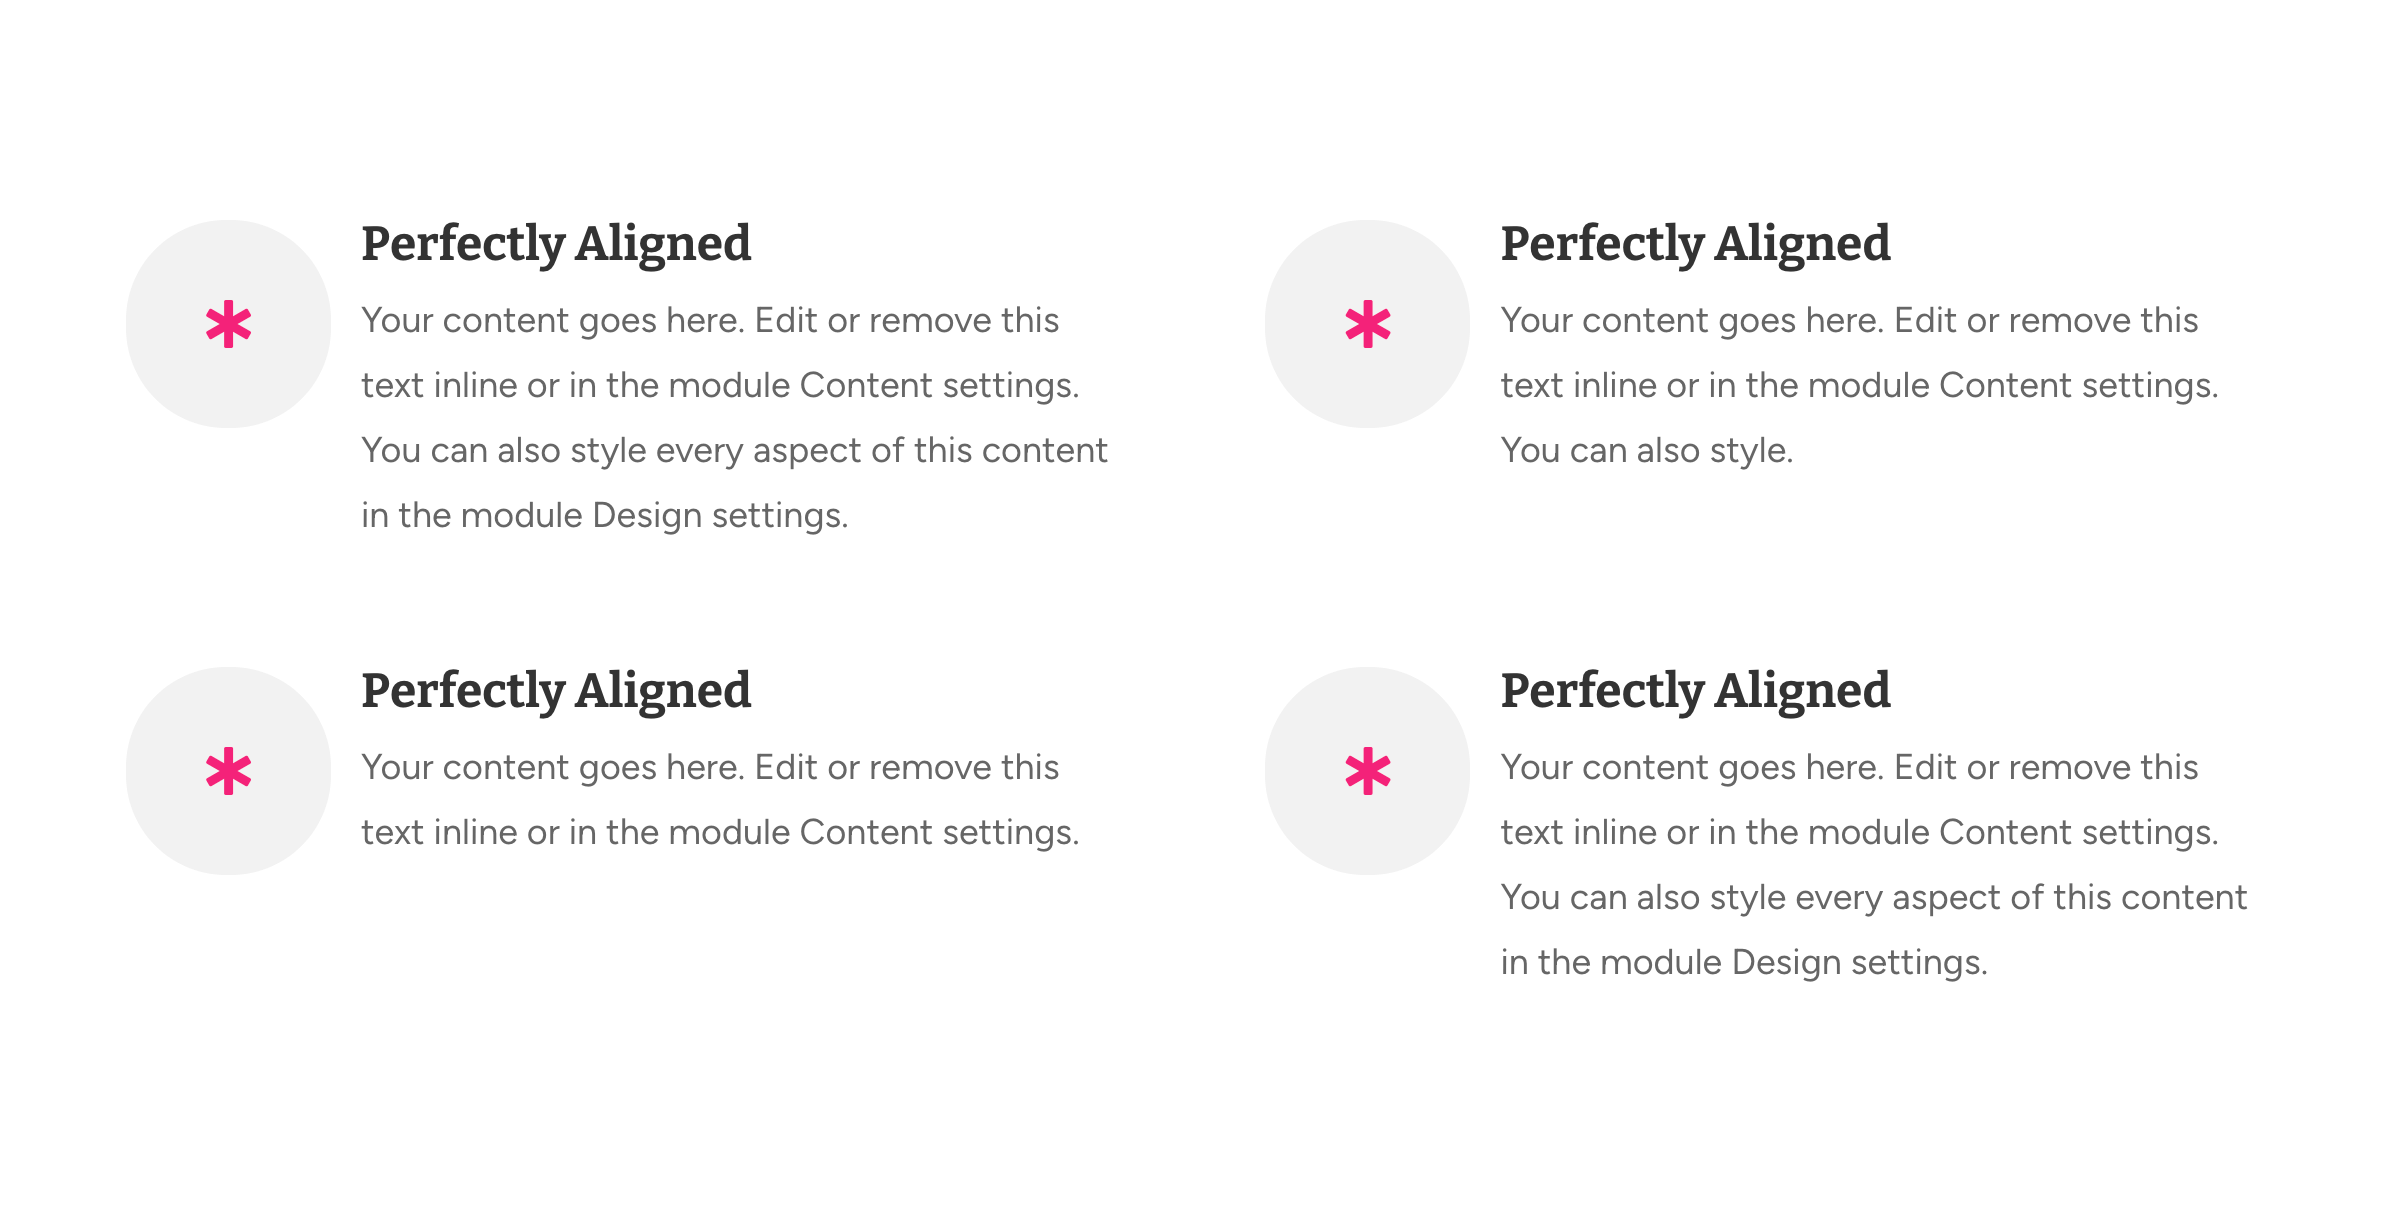 Perfectly Aligned
Your content goes here. Edit or remove this
text inline or in the module Content settings.
You can also style every aspect of this content
in the module Design settings.
Perfectly Aligned
Your content goes here. Edit or remove this
text inline or in the module Content settings.
You can also style.
Perfectly Aligned
Your content goes here. Edit or remove this
text inline or in the module Content settings.
Perfectly Aligned
Your content goes here. Edit or remove this
text inline or in the module Content settings.
You can also style every aspect of this content
in the module Design settings.